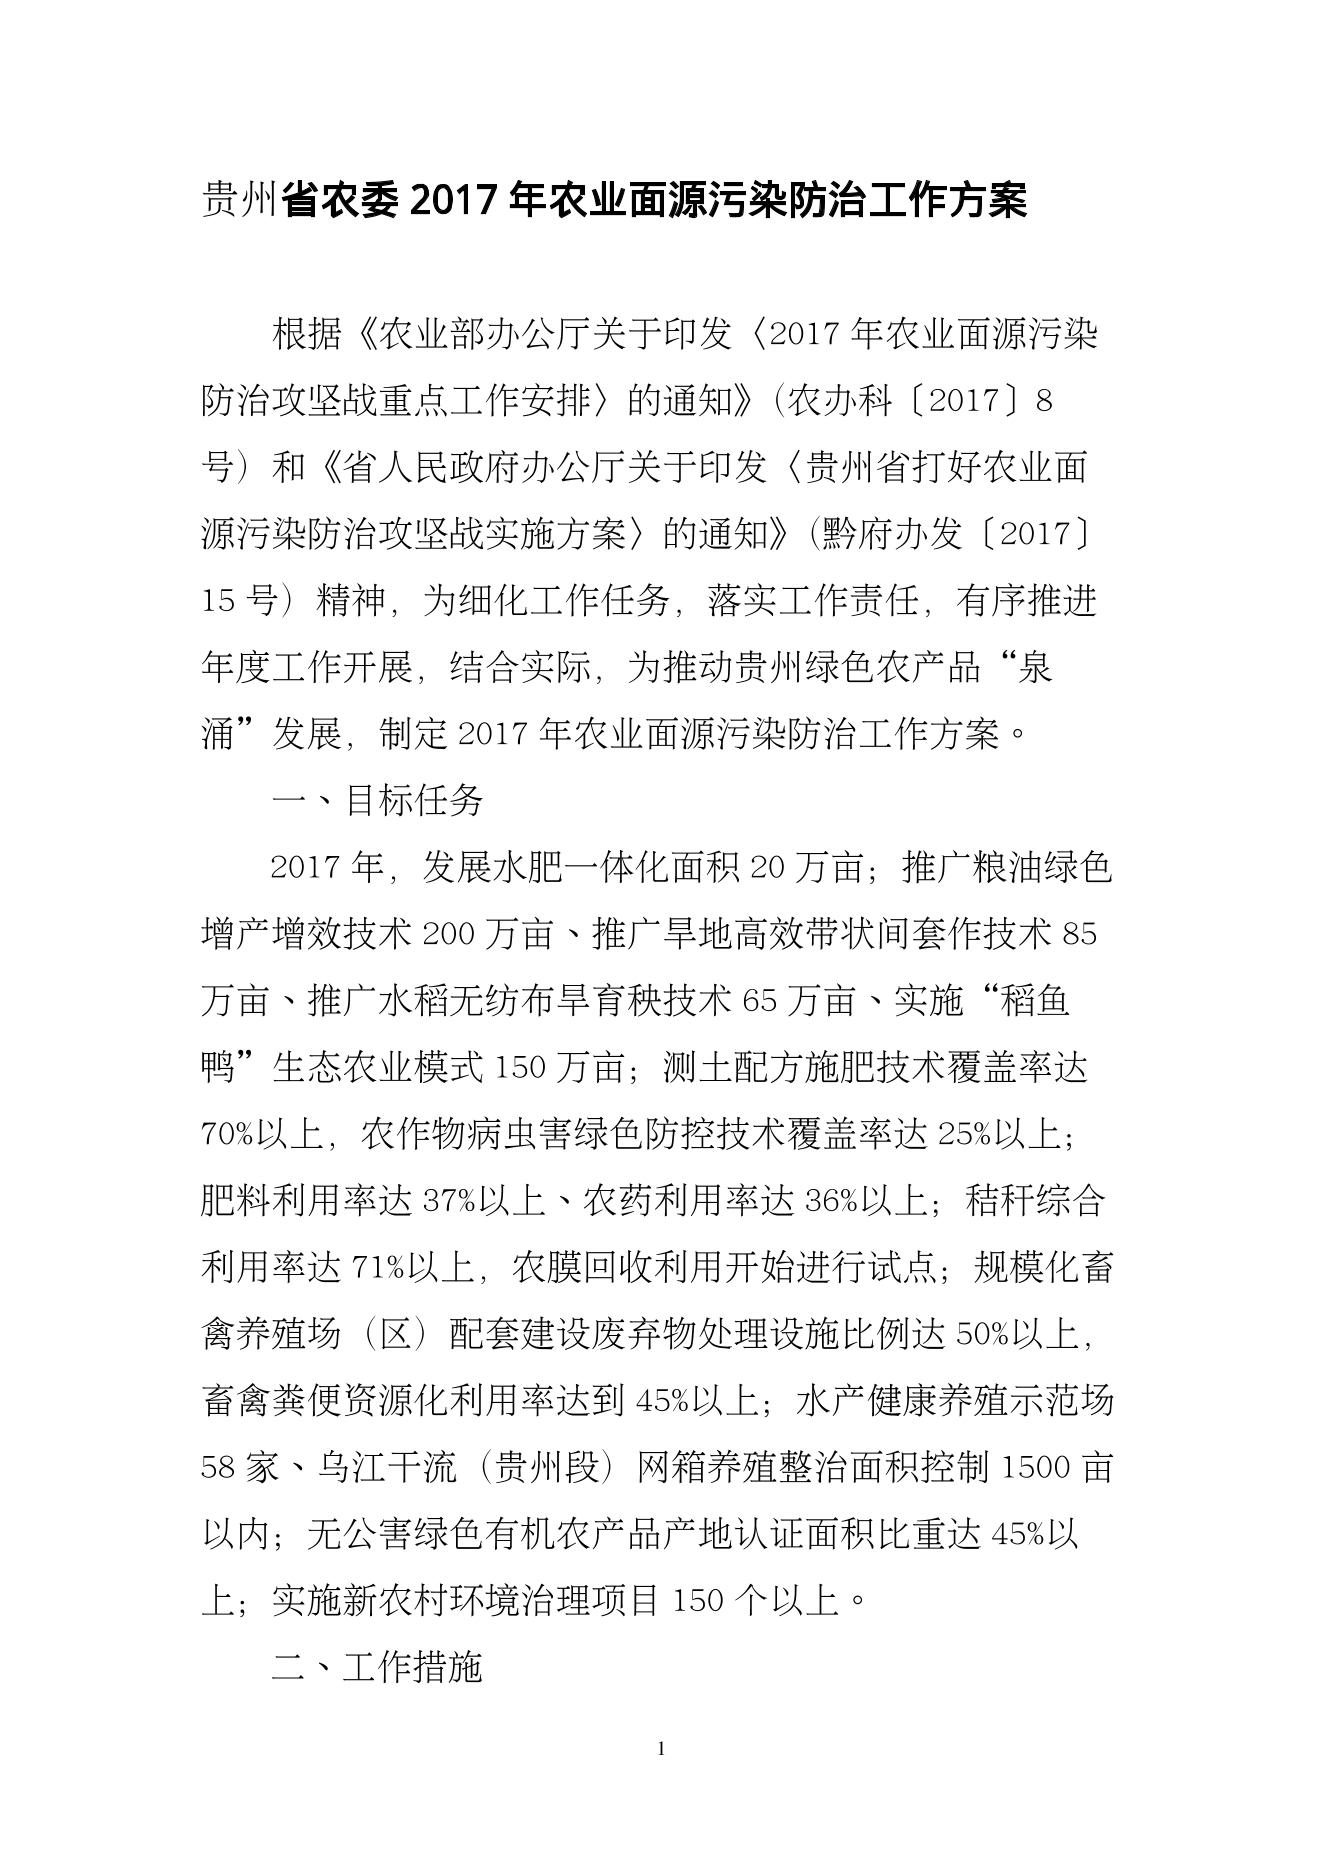 贵州省农委 2017 年农业面源污染防治工作方案
根据《农业部办公厅关于印发〈2017 年农业面源污染
防治攻坚战重点工作安排〉的通知》（农办科〔2017〕8
号）和《省人民政府办公厅关于印发〈贵州省打好农业面
源污染防治攻坚战实施方案〉的通知》（黔府办发〔2017〕
15 号）精神，为细化工作任务，落实工作责任，有序推进
年度工作开展，结合实际，为推动贵州绿色农产品“泉
涌”发展，制定 2017 年农业面源污染防治工作方案。
一、目标任务
2017 年，发展水肥一体化面积 20 万亩；推广粮油绿色
增产增效技术 200 万亩、推广旱地高效带状间套作技术 85
万亩、推广水稻无纺布旱育秧技术 65 万亩、实施“稻鱼
鸭”生态农业模式 150 万亩；测土配方施肥技术覆盖率达
70%以上，农作物病虫害绿色防控技术覆盖率达 25%以上；
肥料利用率达 37%以上、农药利用率达 36%以上；秸秆综合
利用率达 71%以上，农膜回收利用开始进行试点；规模化畜
禽养殖场（区）配套建设废弃物处理设施比例达 50%以上，
畜禽粪便资源化利用率达到 45%以上；水产健康养殖示范场
58 家、乌江干流（贵州段）网箱养殖整治面积控制 1500 亩
以内；无公害绿色有机农产品产地认证面积比重达 45%以
上；实施新农村环境治理项目 150 个以上。
二、工作措施
1